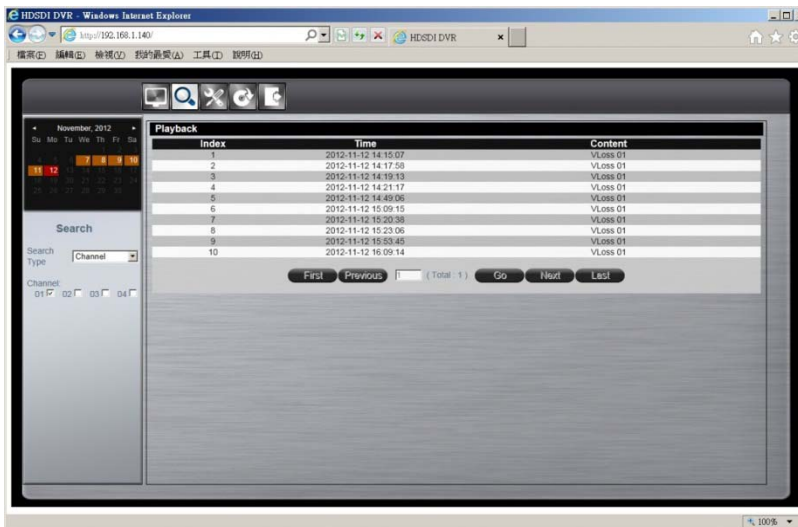 HDSDI DVR - Windows Internet Explorer
http://192.168.1.140/
HDSDI DVR
檔案(F) 編輯(E) 檢視(V) 我的最愛(A) 工具(T) 說明(H)
November, 2012
Su Mo Tu We Th Fr Sa
7 8 9 10
11 12
Search
Search Type
Channel
Channel:
01 02 03 04
Playback
Index Time Content
1 2012-11-12 14:15:07 VLoss 01
2 2012-11-12 14:17:58 VLoss 01
3 2012-11-12 14:19:13 VLoss 01
4 2012-11-12 14:21:17 VLoss 01
5 2012-11-12 14:49:06 VLoss 01
6 2012-11-12 15:09:15 VLoss 01
7 2012-11-12 15:20:38 VLoss 01
8 2012-11-12 15:23:06 VLoss 01
9 2012-11-12 15:53:45 VLoss 01
10 2012-11-12 16:09:14 VLoss 01
First Previous 1 ( Total : 1 ) Go Next Last
100%